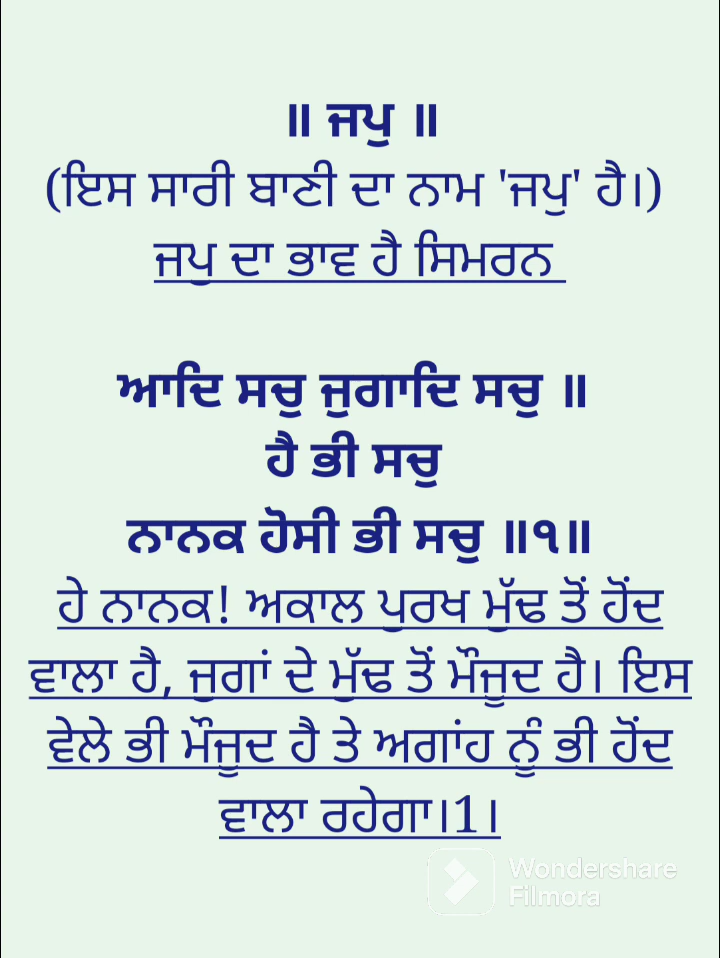 ॥ ਜਪੁ ॥
(ਇਸ ਸਾਰੀ ਬਾਣੀ ਦਾ ਨਾਮ 'ਜਪੁ' ਹੈ।)
ਜਪੁ ਦਾ ਭਾਵ ਹੈ ਸਿਮਰਨ
ਆਦਿ ਸਚੁ ਜੁਗਾਦਿ ਸਚੁ ॥
ਹੈ ਭੀ ਸਚੁ
ਨਾਨਕ ਹੋਸੀ ਭੀ ਸਚੁ ॥੧॥
ਹੇ ਨਾਨਕ! ਅਕਾਲ ਪੁਰਖ ਮੁੱਢ ਤੋਂ ਹੋਂਦ
ਵਾਲਾ ਹੈ, ਜੁਗਾਂ ਦੇ ਮੁੱਢ ਤੋਂ ਮੌਜੂਦ ਹੈ। ਇਸ
ਵੇਲੇ ਭੀ ਮੌਜੂਦ ਹੈ ਤੇ ਅਗਾਂਹ ਨੂੰ ਭੀ ਹੋਂਦ
ਵਾਲਾ ਰਹੇਗਾ।1।
Wondershare
Filmora